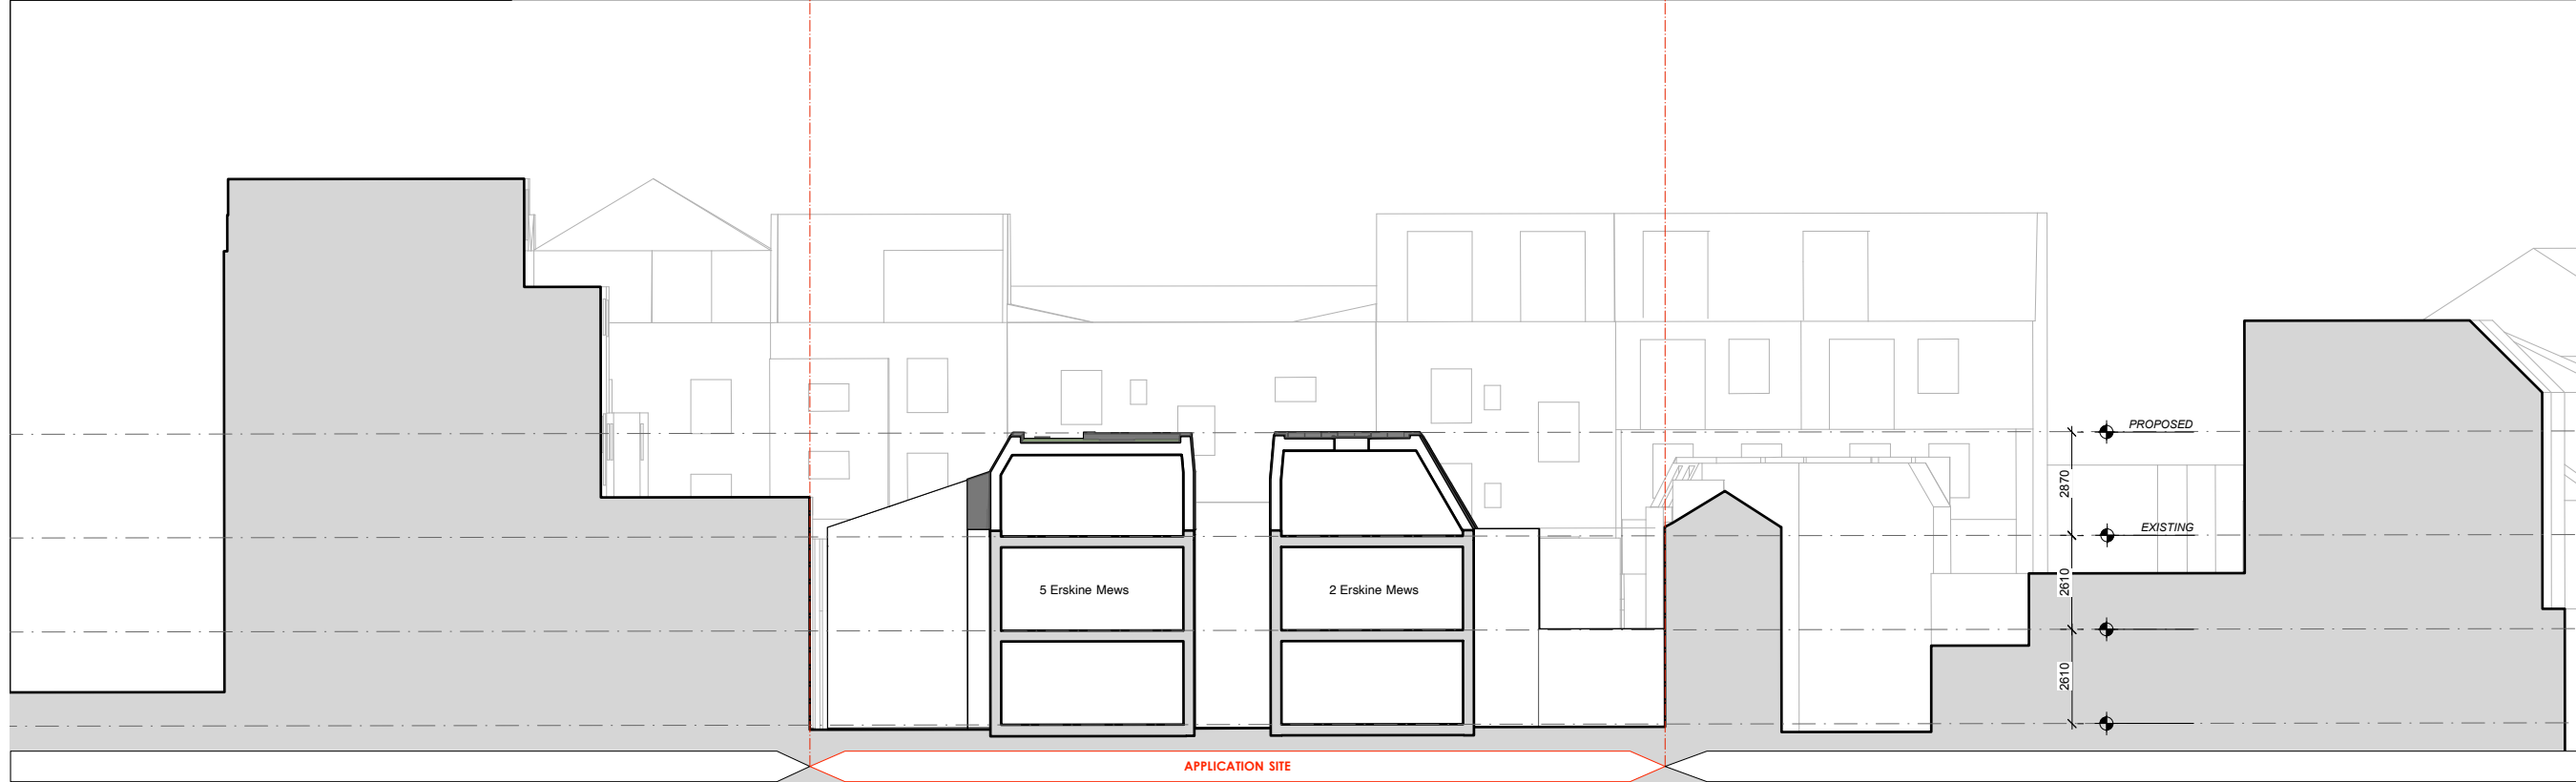 PROPOSED
2870
EXISTING
2610
5 Erskine Mews
2 Erskine Mews
2610
APPLICATION SITE